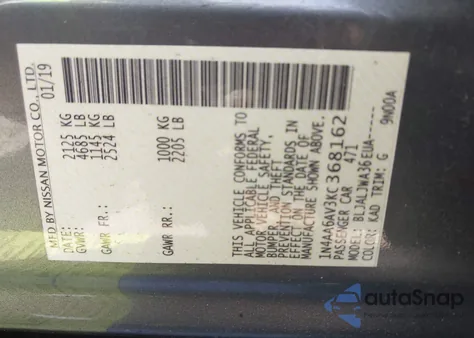 MFD BY NISSAN MOTOR CO., LTD.
01/19
GVWR: 2125 KG
4685 LB
GAWR FR: 1145 KG
2524 LB
GAWR RR: 1000 KG
2205 LB
THIS VEHICLE CONFORMS TO
ALL APPLICABLE FEDERAL
MOTOR VEHICLE SAFETY,
BUMPER AND THEFT
PREVENTION STANDARDS IN
EFFECT ON THE DATE OF
MANUFACTURE SHOWN ABOVE.
1N4AA6AV3KC368162
PASSENGER CAR 471
MODEL: BLJALJWA36EUA------
COLOR: KAD TRIM: G 9N00A
autoSnap